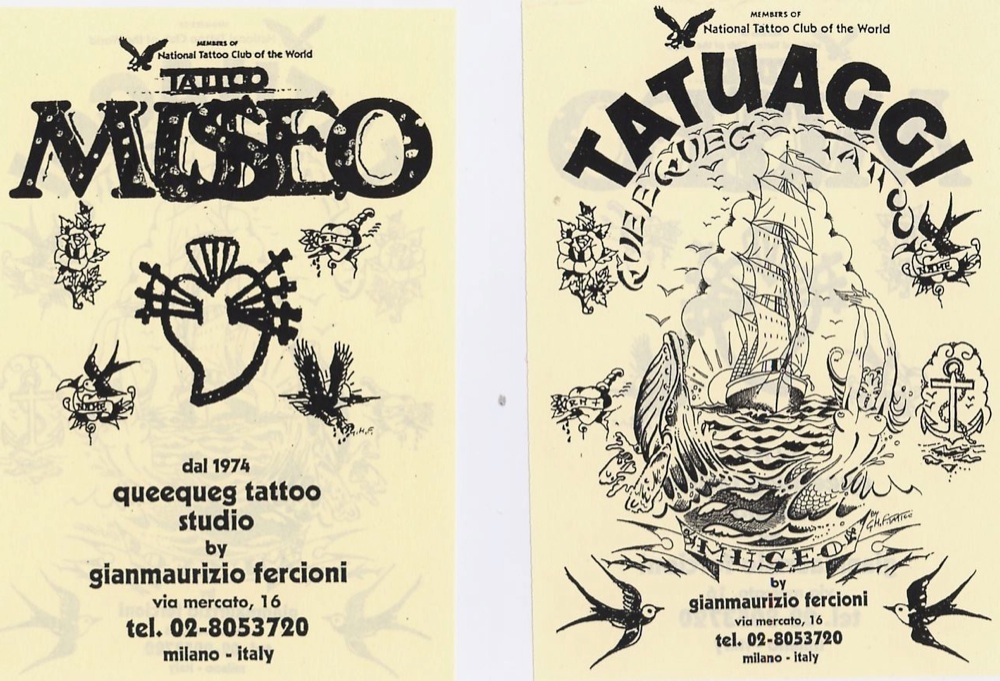 MEMBERS OF
National Tattoo Club of the World
TATTOO
MUSEO
NAME
G.H.F.
dal 1974
queequeg tattoo
studio
by
gianmaurizio fercioni
via mercato, 16
tel. 02-8053720
milano - italy
MEMBERS OF
National Tattoo Club of the World
TATUAGGI
QUEEQUEG TATTOO
NAME
MUSEO
by
gianmaurizio fercioni
via mercato, 16
tel. 02-8053720
milano - italy